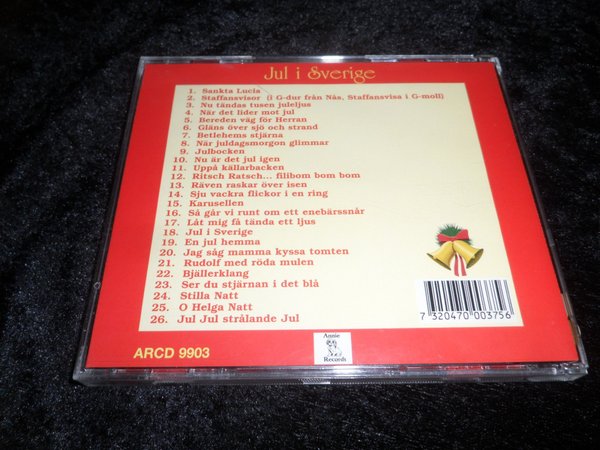 Jul i Sverige
1. Sankta Lucia
2. Staffansvisor (i G-dur från Nås, Staffansvisa i G-moll)
3. Nu tändas tusen juleljus
4. När det lider mot jul
5. Bereden väg för Herran
6. Gläns över sjö och strand
7. Betlehems stjärna
8. När juldagsmorgon glimmar
9. Julbocken
10. Nu är det jul igen
11. Uppå källarbacken
12. Ritsch Ratsch... filibom bom bom
13. Räven raskar över isen
14. Sju vackra flickor i en ring
15. Karusellen
16. Så går vi runt om ett enebärssnår
17. Låt mig få tända ett ljus
18. Jul i Sverige
19. En jul hemma
20. Jag såg mamma kyssa tomten
21. Rudolf med röda mulen
22. Bjällerklang
23. Ser du stjärnan i det blå
24. Stilla Natt
25. O Helga Natt
26. Jul Jul strålande Jul
7 320470 003756
ARCD 9903
Annie
Records